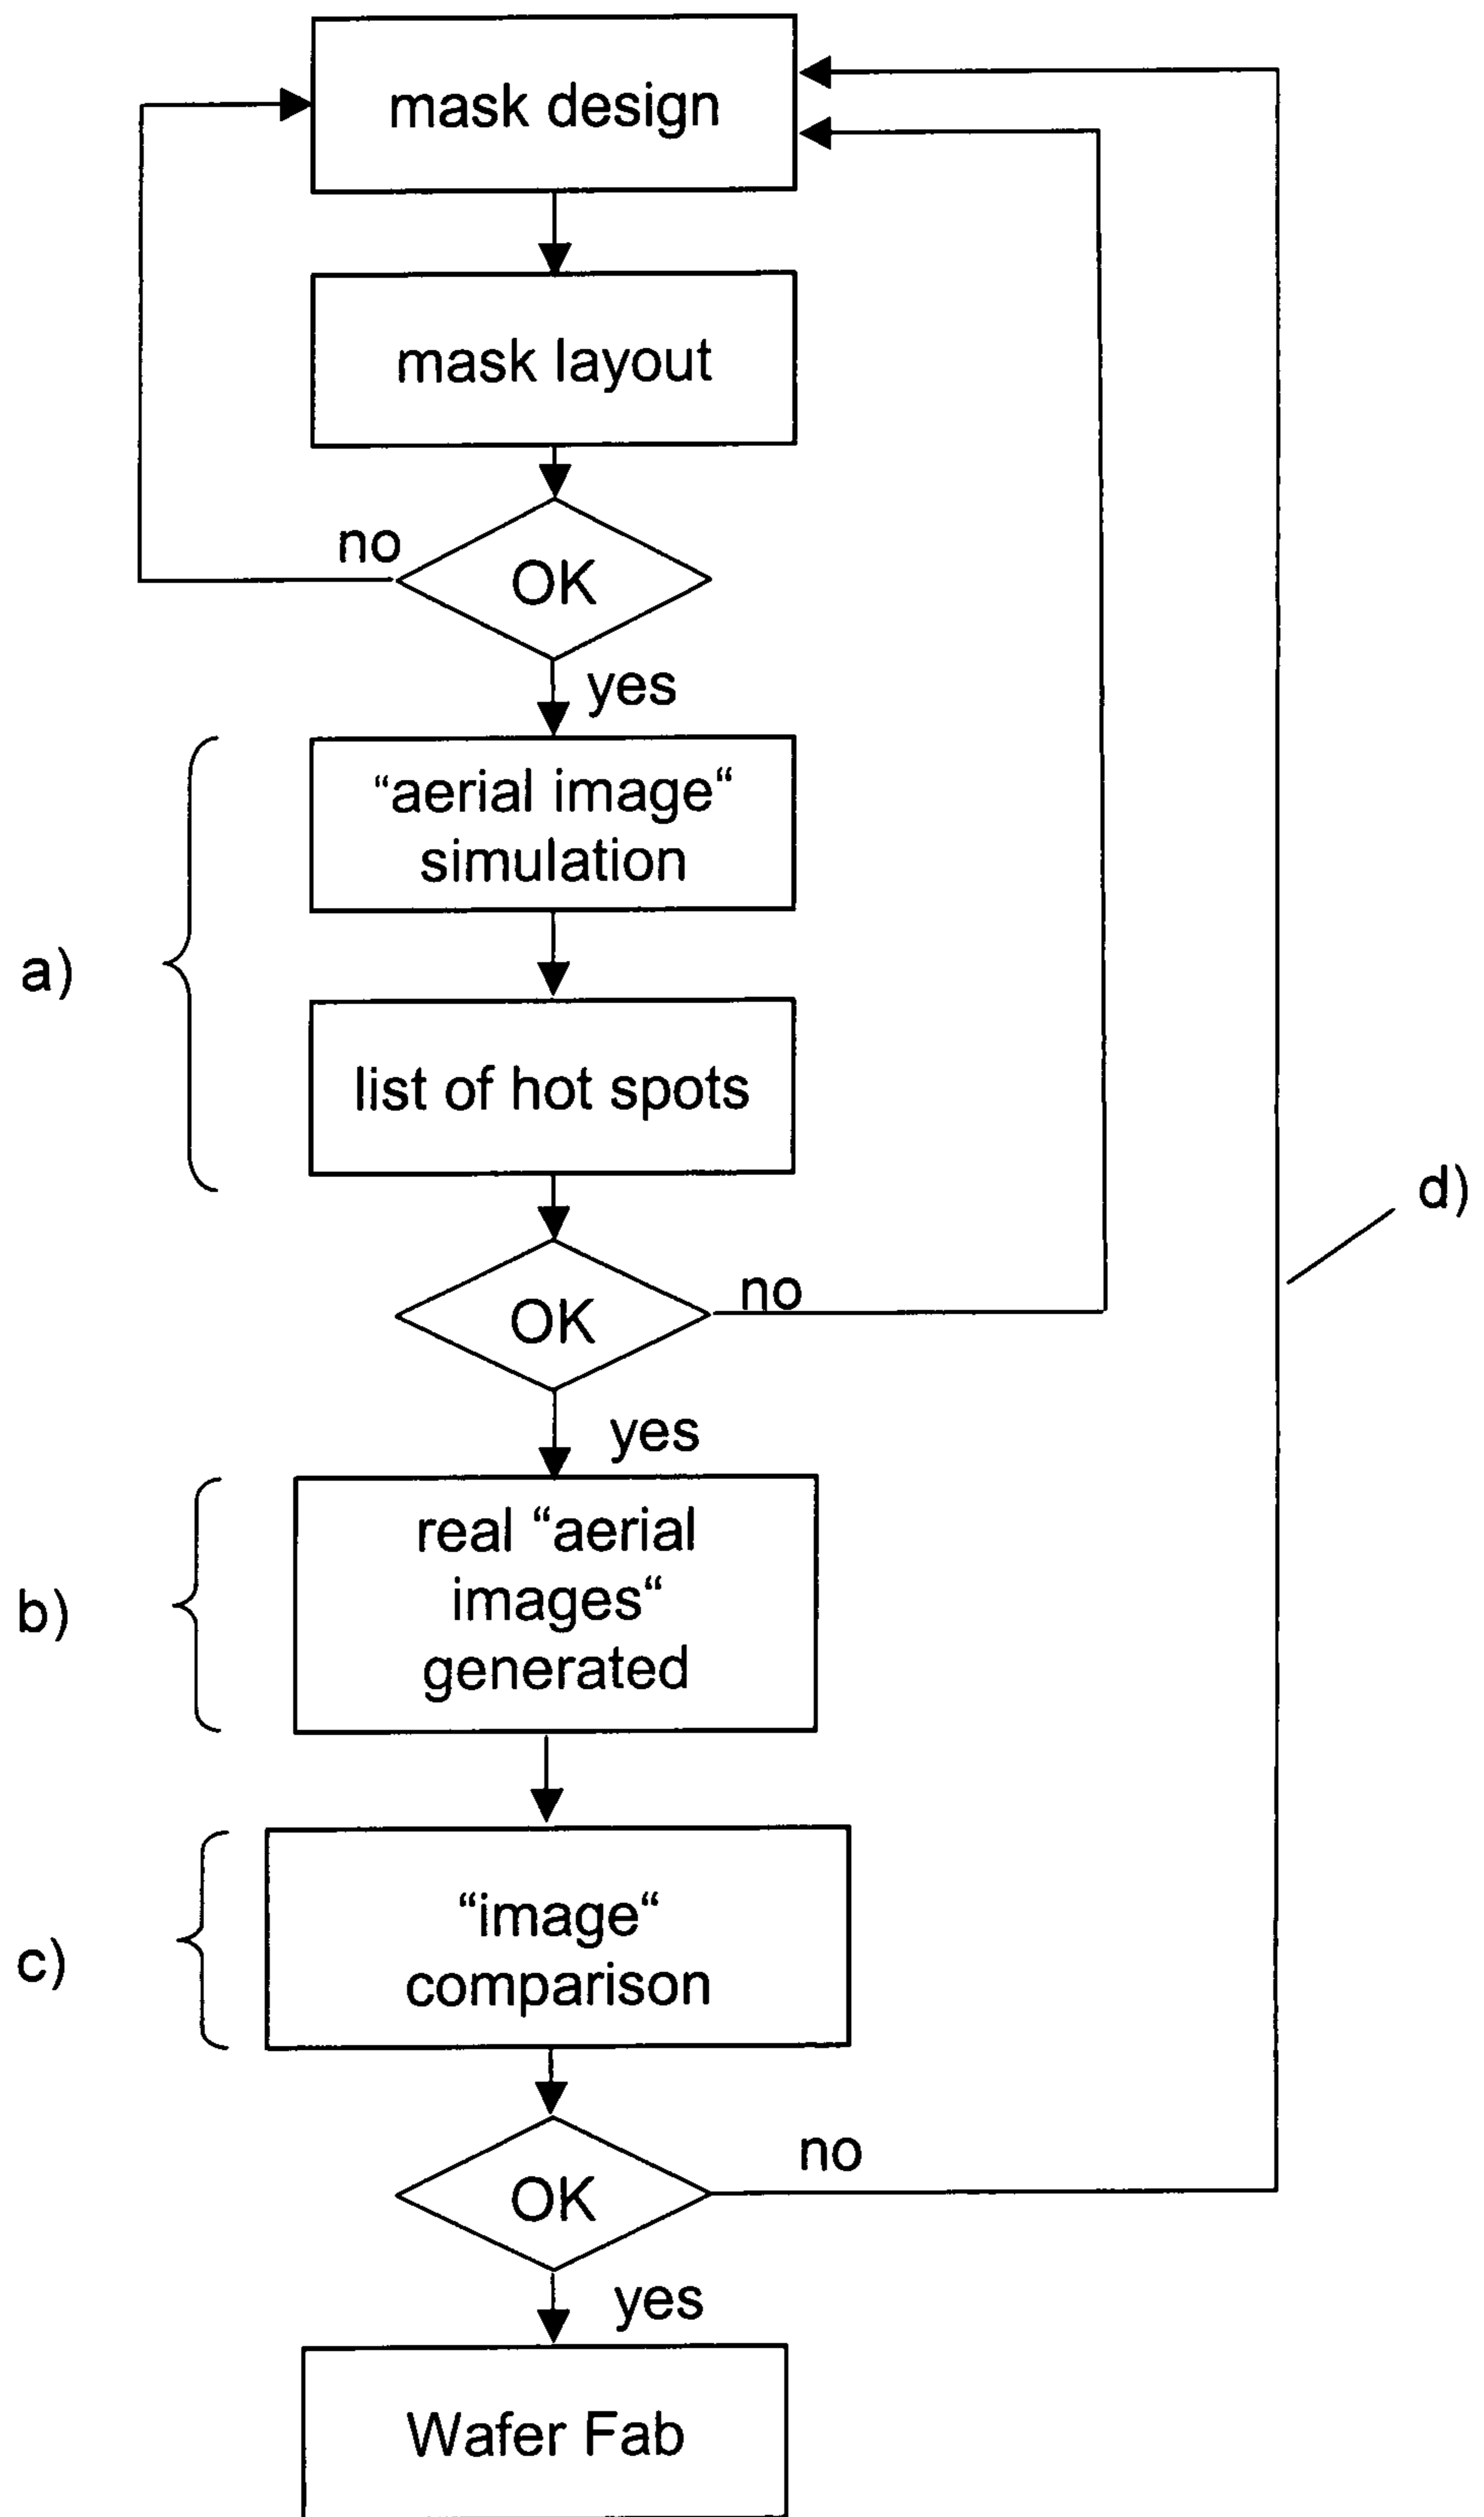 mask design
mask layout
no
OK
yes
“aerial image“
simulation
a)
list of hot spots
d)
no
OK
yes
real “aerial
images“
generated
b)
“image“
comparison
c)
no
OK
yes
Wafer Fab